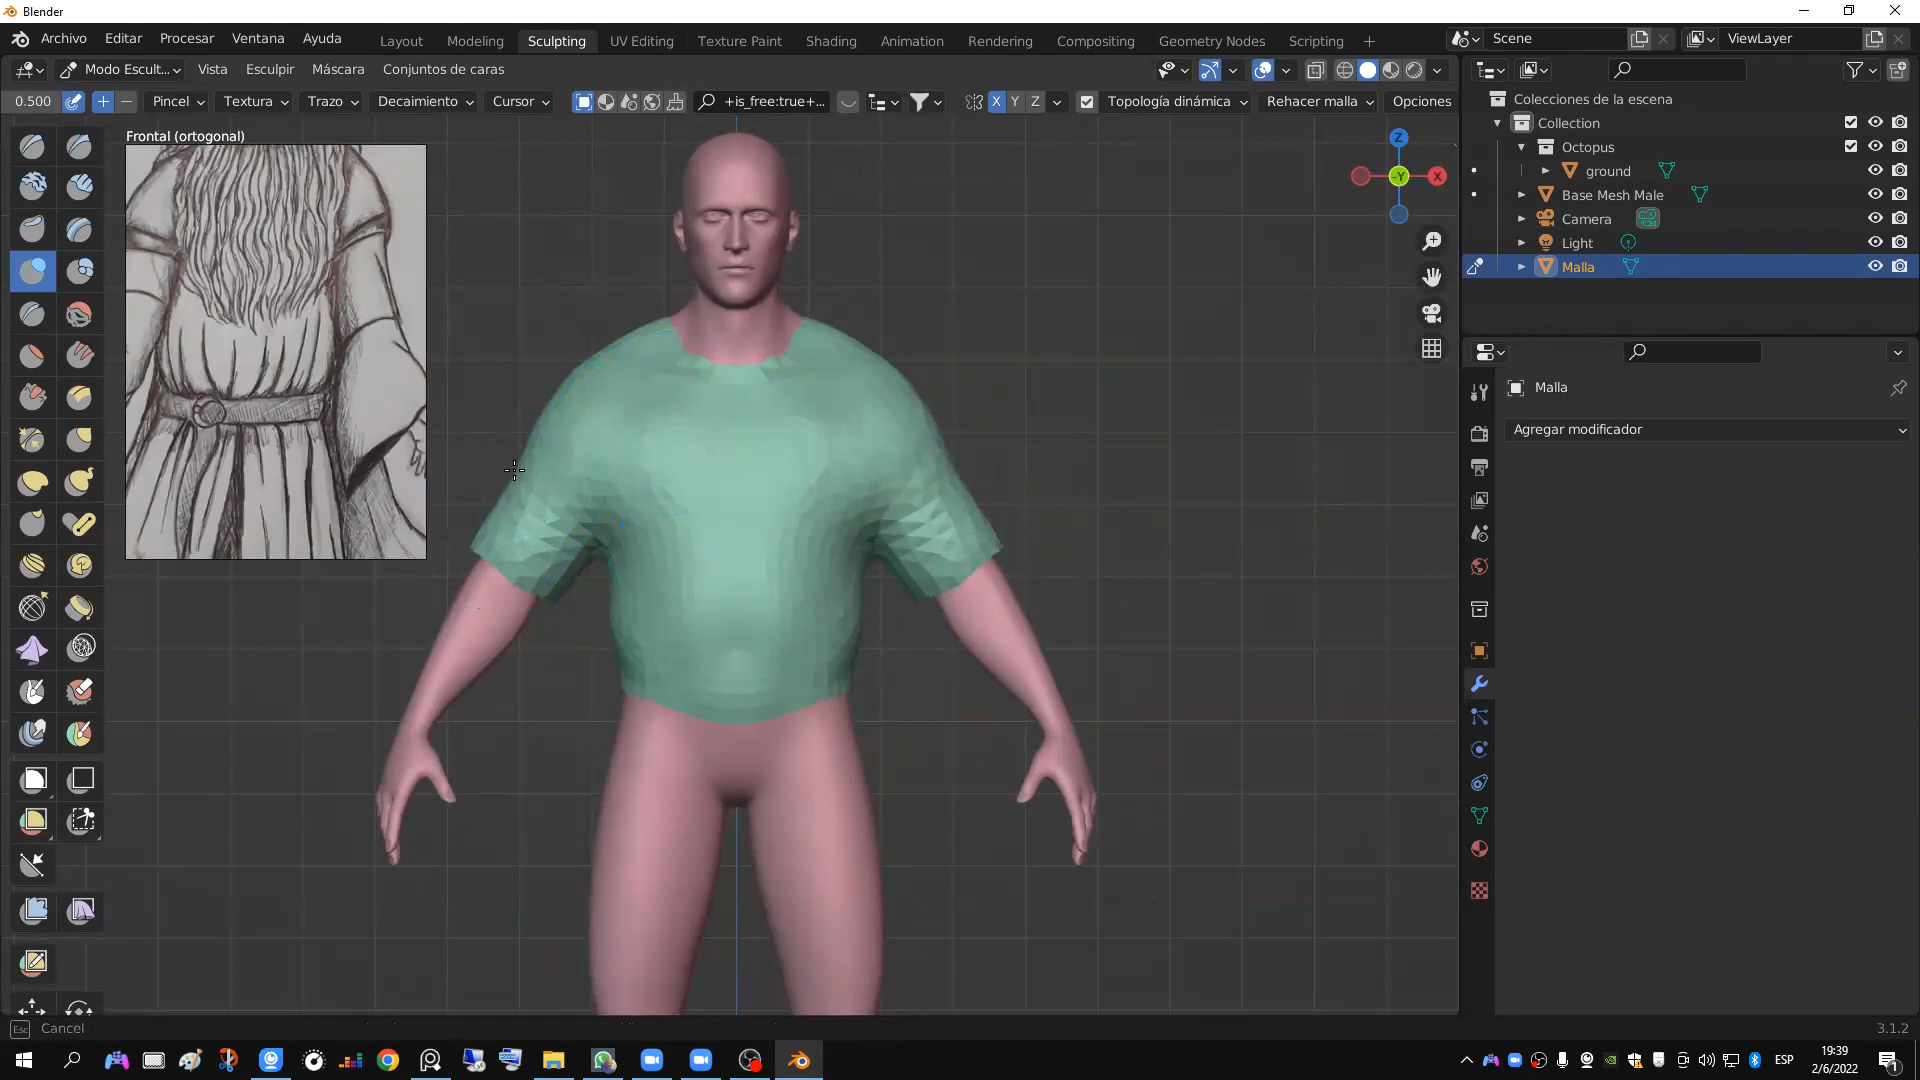 Blender
Archivo Editar Procesar Ventana Ayuda Layout Modeling Sculpting UV Editing Texture Paint Shading Animation Rendering Compositing Geometry Nodes Scripting + Scene ViewLayer
Modo Escult... Vista Esculpir Máscara Conjuntos de caras
0.500 Pincel Textura Trazo Decaimiento Cursor +is_free:true+... X Y Z Topología dinámica Rehacer malla Opciones
Colecciones de la escena
Collection
Octopus
ground
Base Mesh Male
Camera
Light
Malla
Frontal (ortogonal)
Z
-Y X
Malla
Agregar modificador
Esc Cancel 3.1.2
ESP
19:39
2/6/2022
1